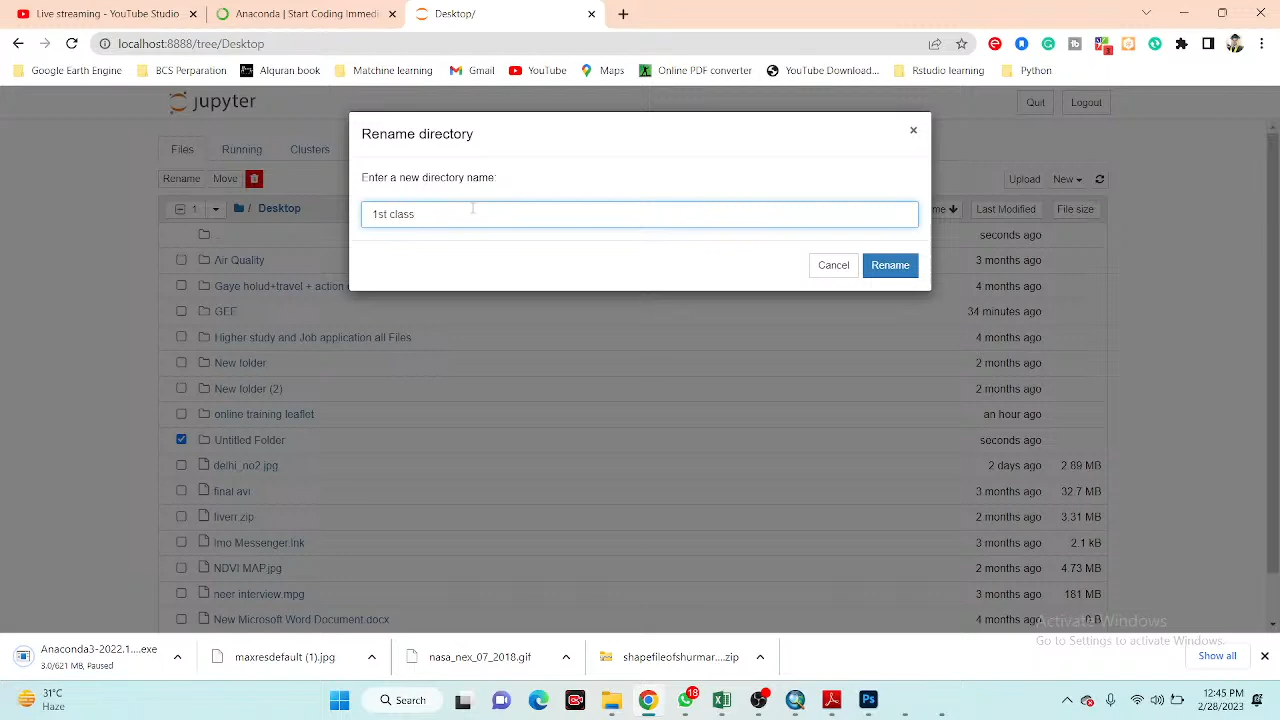 Live streaming - YouTube Studio
Anaconda | Start Coding Immediat
Desktop/
localhost:8888/tree/Desktop
Google Earth Engine
BCS Preparation
Alquran track
Matchine learning
Gmail
YouTube
Maps
Online PDF converter
YouTube Download...
Rstudio learning
Python
jupyter
Quit
Logout
Rename directory
×
Files
Running
Clusters
Enter a new directory name:
Rename
Move
Upload
New
1
/ Desktop
1st class
me
Last Modified
File size
seconds ago
Cancel
Rename
Air Quality
3 months ago
Gaye holud+travel + action
4 months ago
GEE
34 minutes ago
Higher study and Job application all Files
4 months ago
New folder
2 months ago
New folder (2)
2 months ago
online training leaflet
an hour ago
Untitled Folder
seconds ago
delhi_no2.jpg
2 days ago
2.69 MB
final.avi
3 months ago
32.7 MB
fiverr.zip
2 months ago
3.31 MB
Imo Messenger.lnk
3 months ago
2.1 kB
NDVI MAP.jpg
2 months ago
4.73 MB
neer interview.mpg
3 months ago
181 MB
New Microsoft Word Document.docx
4 months ago
Activate Windows
Go to Settings to activate Windows.
Anaconda3-2022.1....exe
3.0/621 MB, Paused
maxresdefault (1).jpg
nasa_nex_07_2018.gif
shapefileofshurmar....zip
Show all
31°C
Haze
Search
18
12:45 PM
2/28/2023